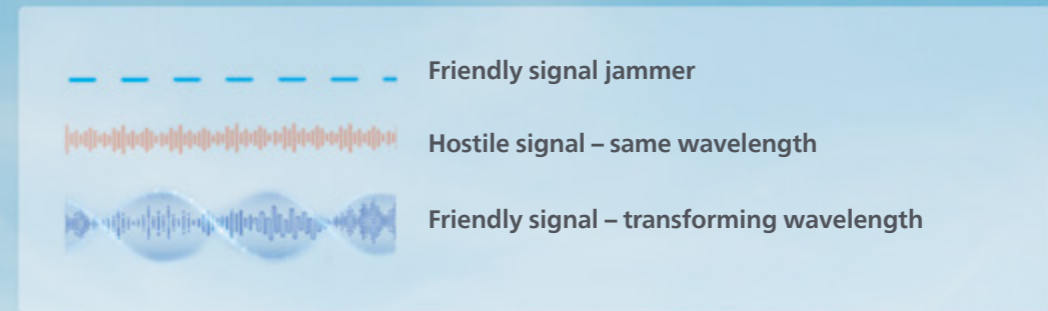 Friendly signal jammer
Hostile signal – same wavelength
Friendly signal – transforming wavelength